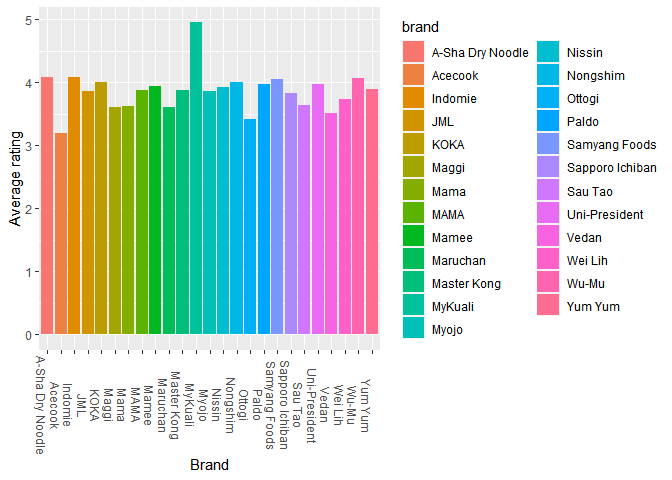 5
4
3
2
1
0
Average rating
A-Sha Dry Noodle
Acecook
Indomie
JML
KOKA
Maggi
Mama
MAMA
Mamee
Maruchan
Master Kong
MyKuali
Myojo
Nissin
Nongshim
Ottogi
Paldo
Samyang Foods
Sapporo Ichiban
Sau Tao
Uni-President
Vedan
Wei Lih
Wu-Mu
Yum Yum
Brand
brand
A-Sha Dry Noodle
Acecook
Indomie
JML
KOKA
Maggi
Mama
MAMA
Mamee
Maruchan
Master Kong
MyKuali
Myojo
Nissin
Nongshim
Ottogi
Paldo
Samyang Foods
Sapporo Ichiban
Sau Tao
Uni-President
Vedan
Wei Lih
Wu-Mu
Yum Yum